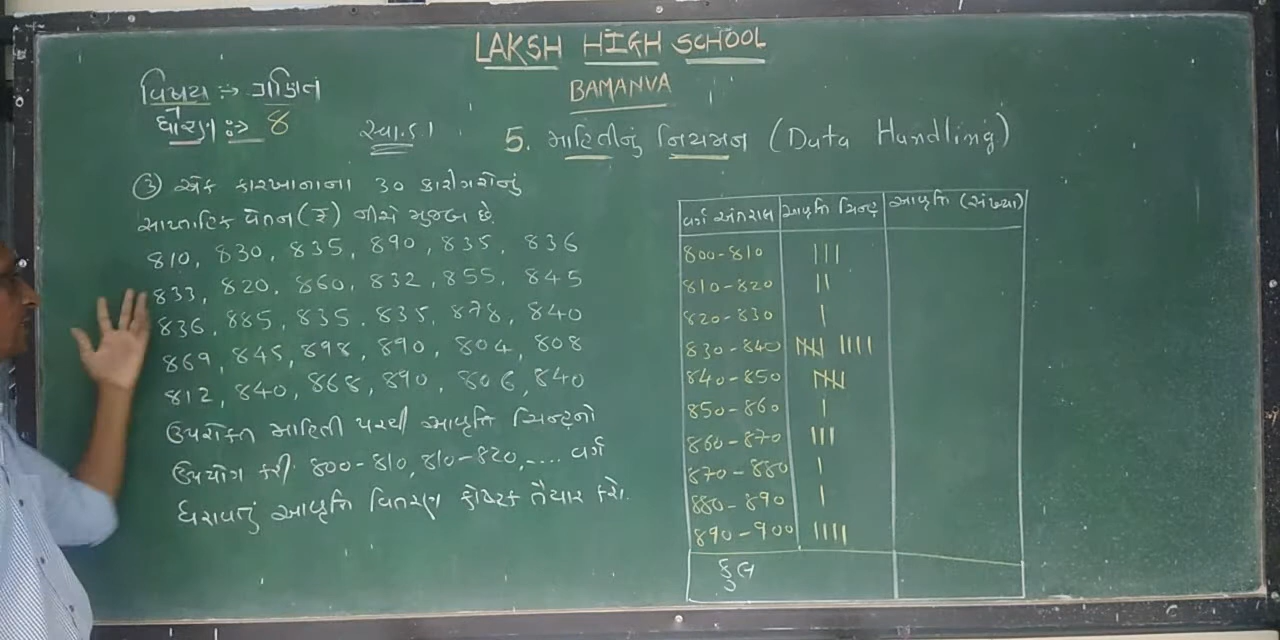 LAKSH HIGH SCHOOL
BAMANVA
વિષય :→ ગણિત
ધોરણ :→ 8
સ્વા. ૮૧
5. માહિતીનું નિયમન (Data Handling)
③ એક કારખાનાના 30 કારીગરોનું
સાપ્તાહિક વેતન (₹) નીચે મુજબ છે.
810, 830, 835, 890, 835, 836
833, 820, 860, 832, 855, 845
836, 885, 835, 835, 878, 840
869, 845, 898, 890, 804, 808
812, 840, 868, 890, 806, 840
ઉપરોક્ત માહિતી પરથી આવૃત્તિ ચિન્હનો
ઉપયોગ કરી 800-810, 810-820, .... વર્ગ
ધરાવતું આવૃત્તિ વિતરણ કોષ્ટક તૈયાર કરો.
વર્ગ અંતરાલ આવૃત્તિ ચિન્હ આવૃત્તિ (સંખ્યા)
800-810 |||
810-820 ||
820-830 |
830-840 卌 ||||
840-850 卌
850-860 |
860-870 |||
870-880 |
880-890 |
890-900 ||||
કુલ